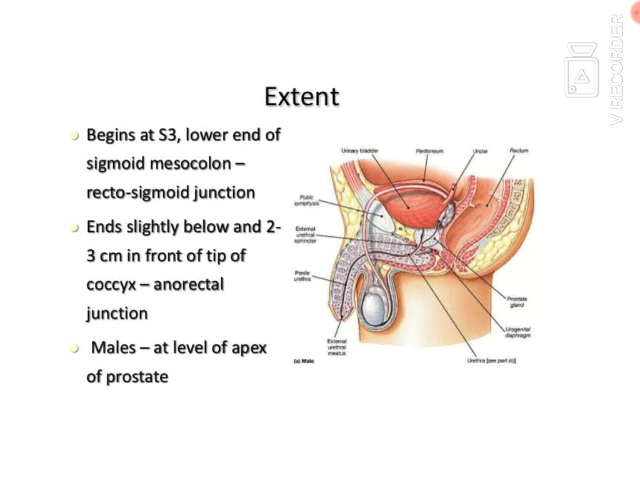 V RECORDER
Extent
Begins at S3, lower end of
sigmoid mesocolon –
recto-sigmoid junction
Ends slightly below and 2-
3 cm in front of tip of
coccyx – anorectal
junction
Males – at level of apex
of prostate
Urinary bladder
Peritoneum
Ureter
Rectum
Pubic
symphysis
External
urethral
sphincter
Penile
urethra
External
urethral
meatus
Prostate
gland
Urogenital
diaphragm
(a) Male
Urethra [see part (c)]